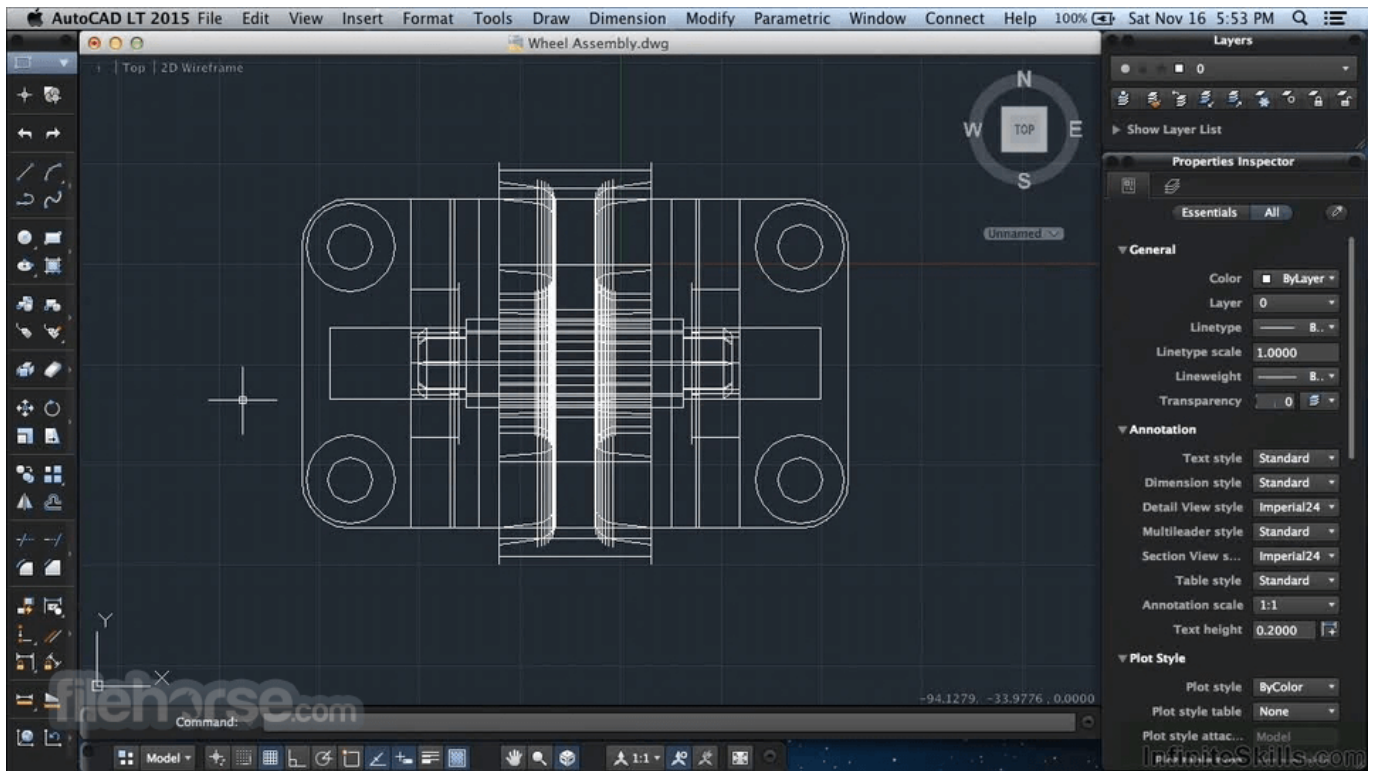 AutoCAD LT 2015 File Edit View Insert Format Tools Draw Dimension Modify Parametric Window Connect Help 100% Sat Nov 16 5:53 PM
Wheel Assembly.dwg
Top | 2D Wireframe
N
W TOP E
S
Unnamed
Y
X
-94.1279, -33.9776, 0.0000
Command:
Model 1:1
Layers
0
Show Layer List
Properties Inspector
Essentials All
General
Color ByLayer
Layer 0
Linetype B..
Linetype scale 1.0000
Lineweight B..
Transparency 0
Annotation
Text style Standard
Dimension style Standard
Detail View style Imperial24
Multileader style Standard
Section View s... Imperial24
Table style Standard
Annotation scale 1:1
Text height 0.2000
Plot Style
Plot style ByColor
Plot style table None
Plot style attac... Model
filehorse.com
InfiniteSkills.com